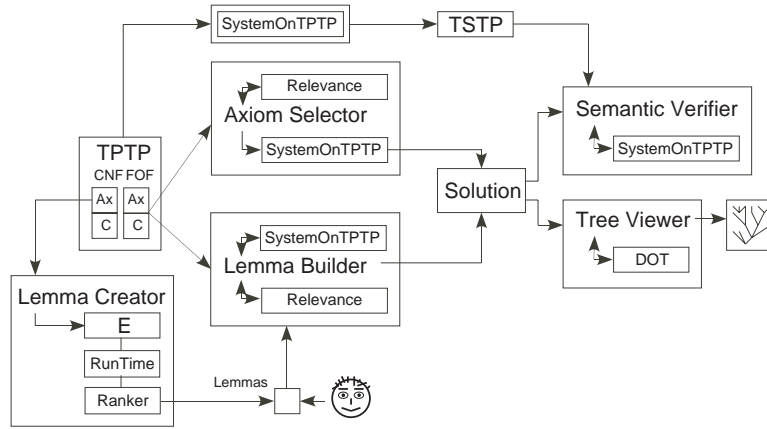 SystemOnTPTP
TSTP
Relevance
Axiom Selector
SystemOnTPTP
Semantic Verifier
SystemOnTPTP
TPTP
CNF FOF
Ax Ax
C C
Solution
Tree Viewer
DOT
SystemOnTPTP
Lemma Builder
Relevance
Lemma Creator
E
RunTime
Ranker
Lemmas